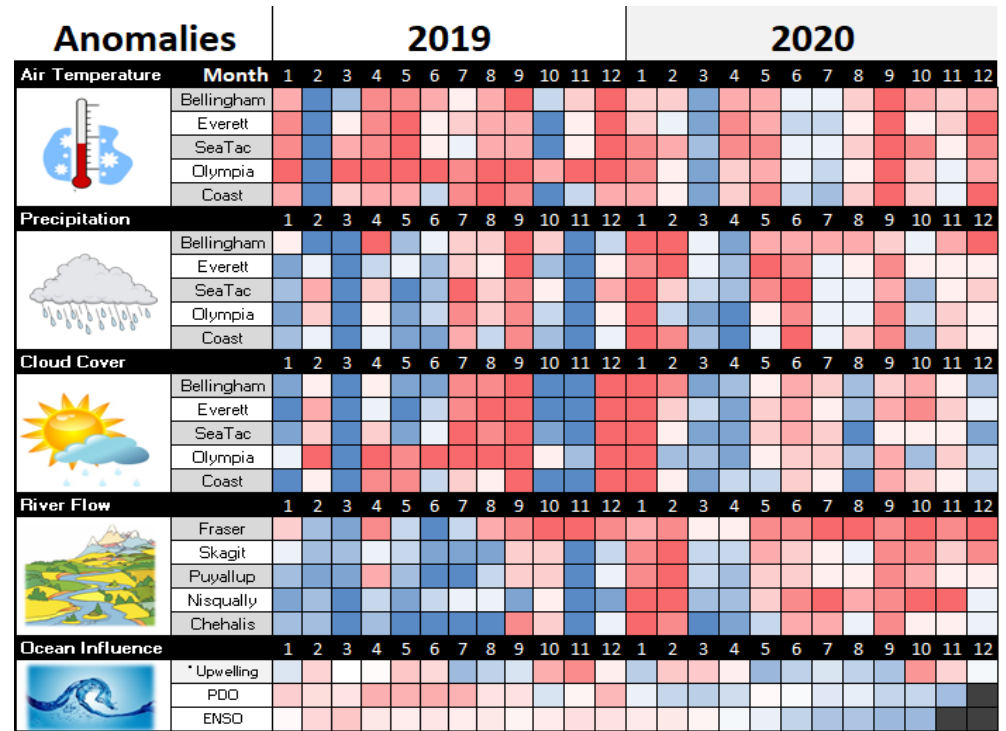 Anomalies 2019 2020
Air Temperature Month 1 2 3 4 5 6 7 8 9 10 11 12 1 2 3 4 5 6 7 8 9 10 11 12
Bellingham
Everett
SeaTac
Olympia
Coast
Precipitation 1 2 3 4 5 6 7 8 9 10 11 12 1 2 3 4 5 6 7 8 9 10 11 12
Bellingham
Everett
SeaTac
Olympia
Coast
Cloud Cover 1 2 3 4 5 6 7 8 9 10 11 12 1 2 3 4 5 6 7 8 9 10 11 12
Bellingham
Everett
SeaTac
Olympia
Coast
River Flow 1 2 3 4 5 6 7 8 9 10 11 12 1 2 3 4 5 6 7 8 9 10 11 12
Fraser
Skagit
Puyallup
Nisqually
Chehalis
Ocean Influence 1 2 3 4 5 6 7 8 9 10 11 12 1 2 3 4 5 6 7 8 9 10 11 12
* Upwelling
PDO
ENSO